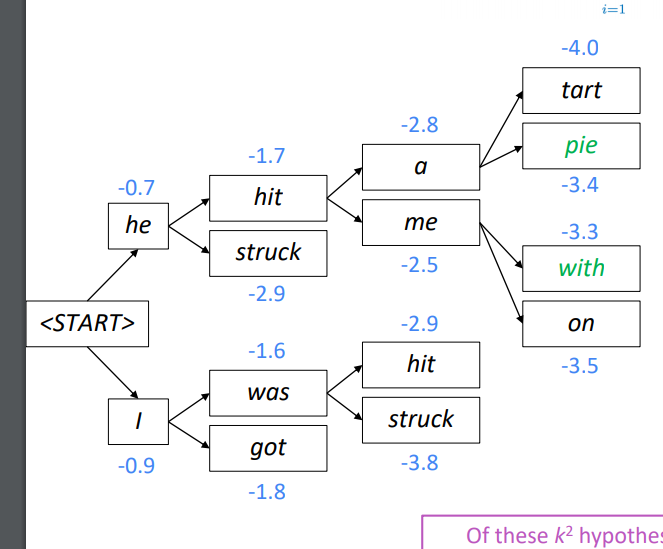 i=1
-4.0
tart
-2.8
pie
-1.7
a
-3.4
-0.7
hit
me
-3.3
he
struck
-2.5
with
-2.9
<START>
-2.9
on
-1.6
hit
-3.5
was
struck
I
got
-3.8
-0.9
-1.8
Of these k² hypothes